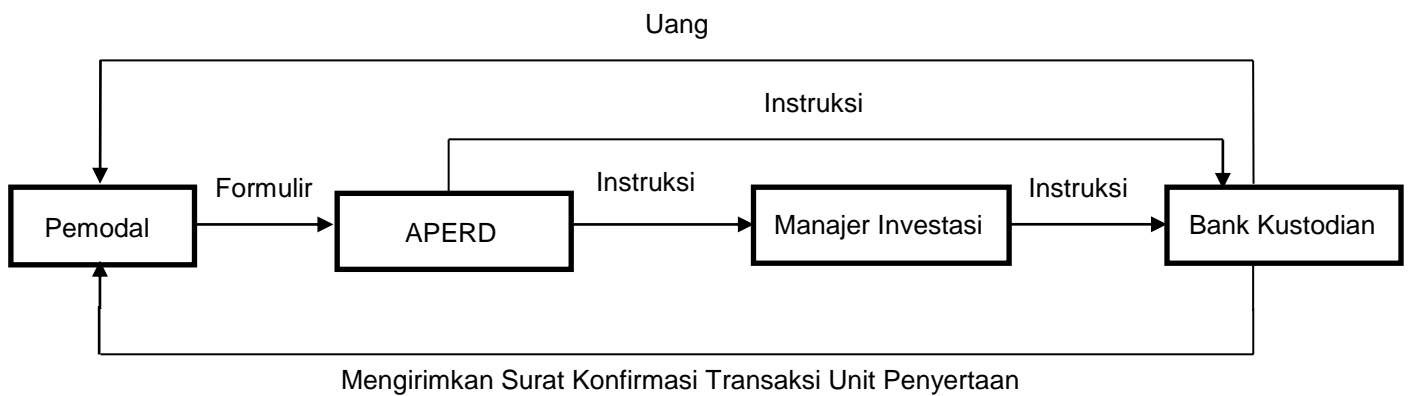 Uang
Instruksi
Formulir
Instruksi
Instruksi
Pemodal
APERD
Manajer Investasi
Bank Kustodian
Mengirimkan Surat Konfirmasi Transaksi Unit Penyertaan